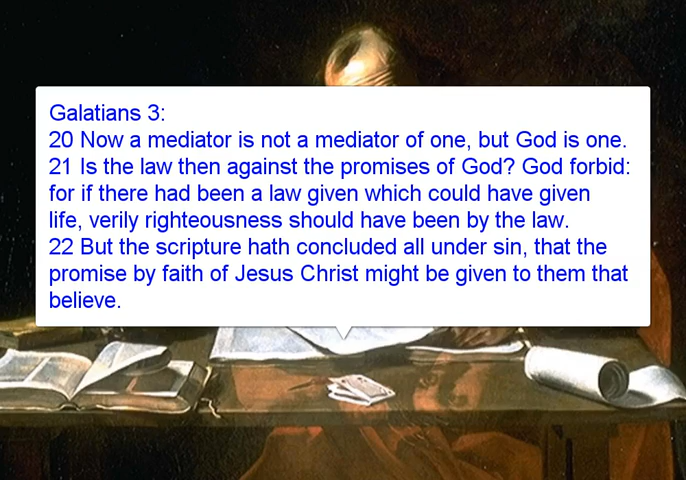 Galatians 3:
20 Now a mediator is not a mediator of one, but God is one.
21 Is the law then against the promises of God? God forbid:
for if there had been a law given which could have given
life, verily righteousness should have been by the law.
22 But the scripture hath concluded all under sin, that the
promise by faith of Jesus Christ might be given to them that
believe.